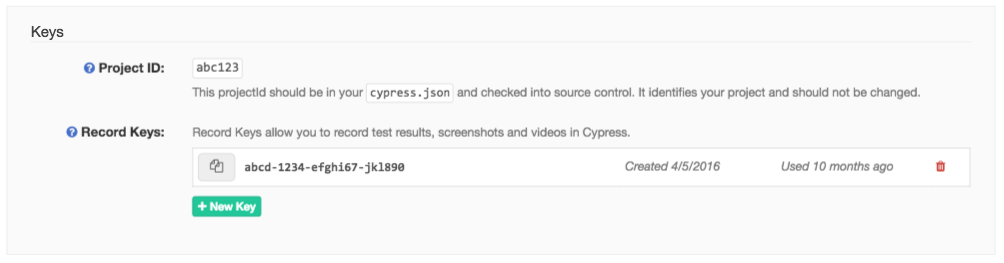 Keys
Project ID: abc123
This projectId should be in your cypress.json and checked into source control. It identifies your project and should not be changed.
Record Keys: Record Keys allow you to record test results, screenshots and videos in Cypress.
abcd-1234-efghi67-jkl890 Created 4/5/2016 Used 10 months ago
+ New Key